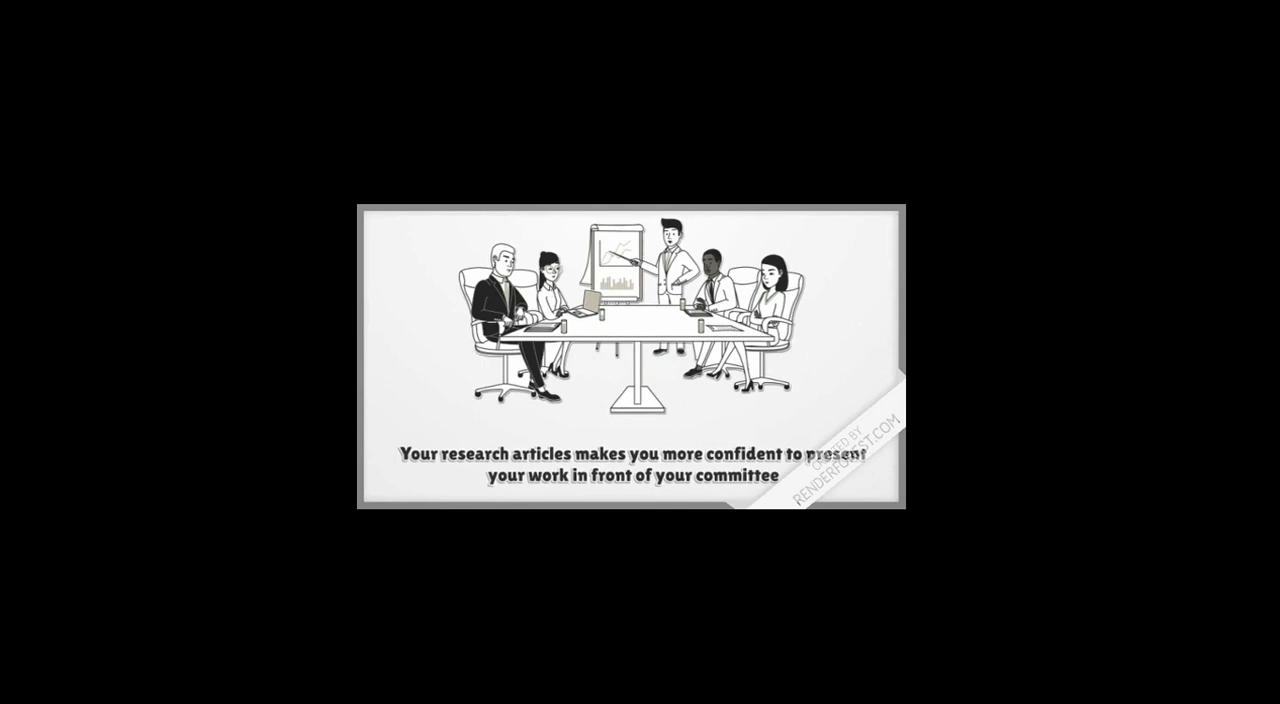 Your research articles makes you more confident to present
your work in front of your committee
CREATED BY
RENDERFOREST.COM